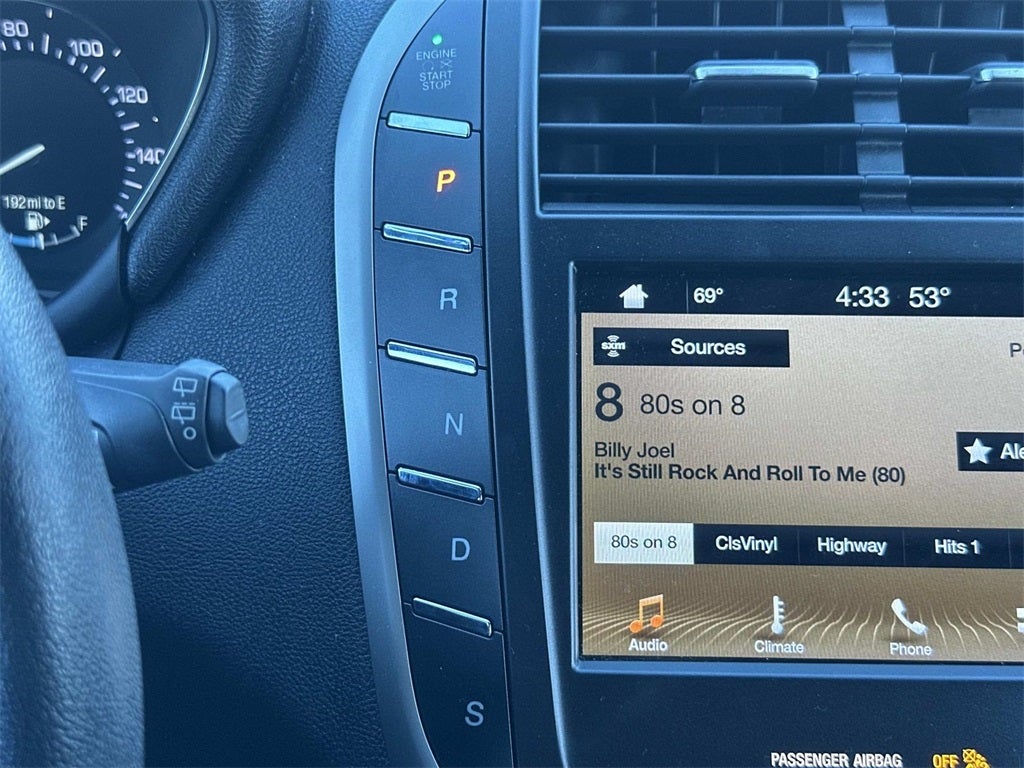 80
100
120
140
192 mi to E
F
ENGINE
START
STOP
P
R
N
D
S
69°
4:33 53°
sxm Sources
8 80s on 8
Billy Joel
It's Still Rock And Roll To Me (80)
80s on 8 ClsVinyl Highway Hits 1
Audio Climate Phone
PASSENGER AIRBAG OFF